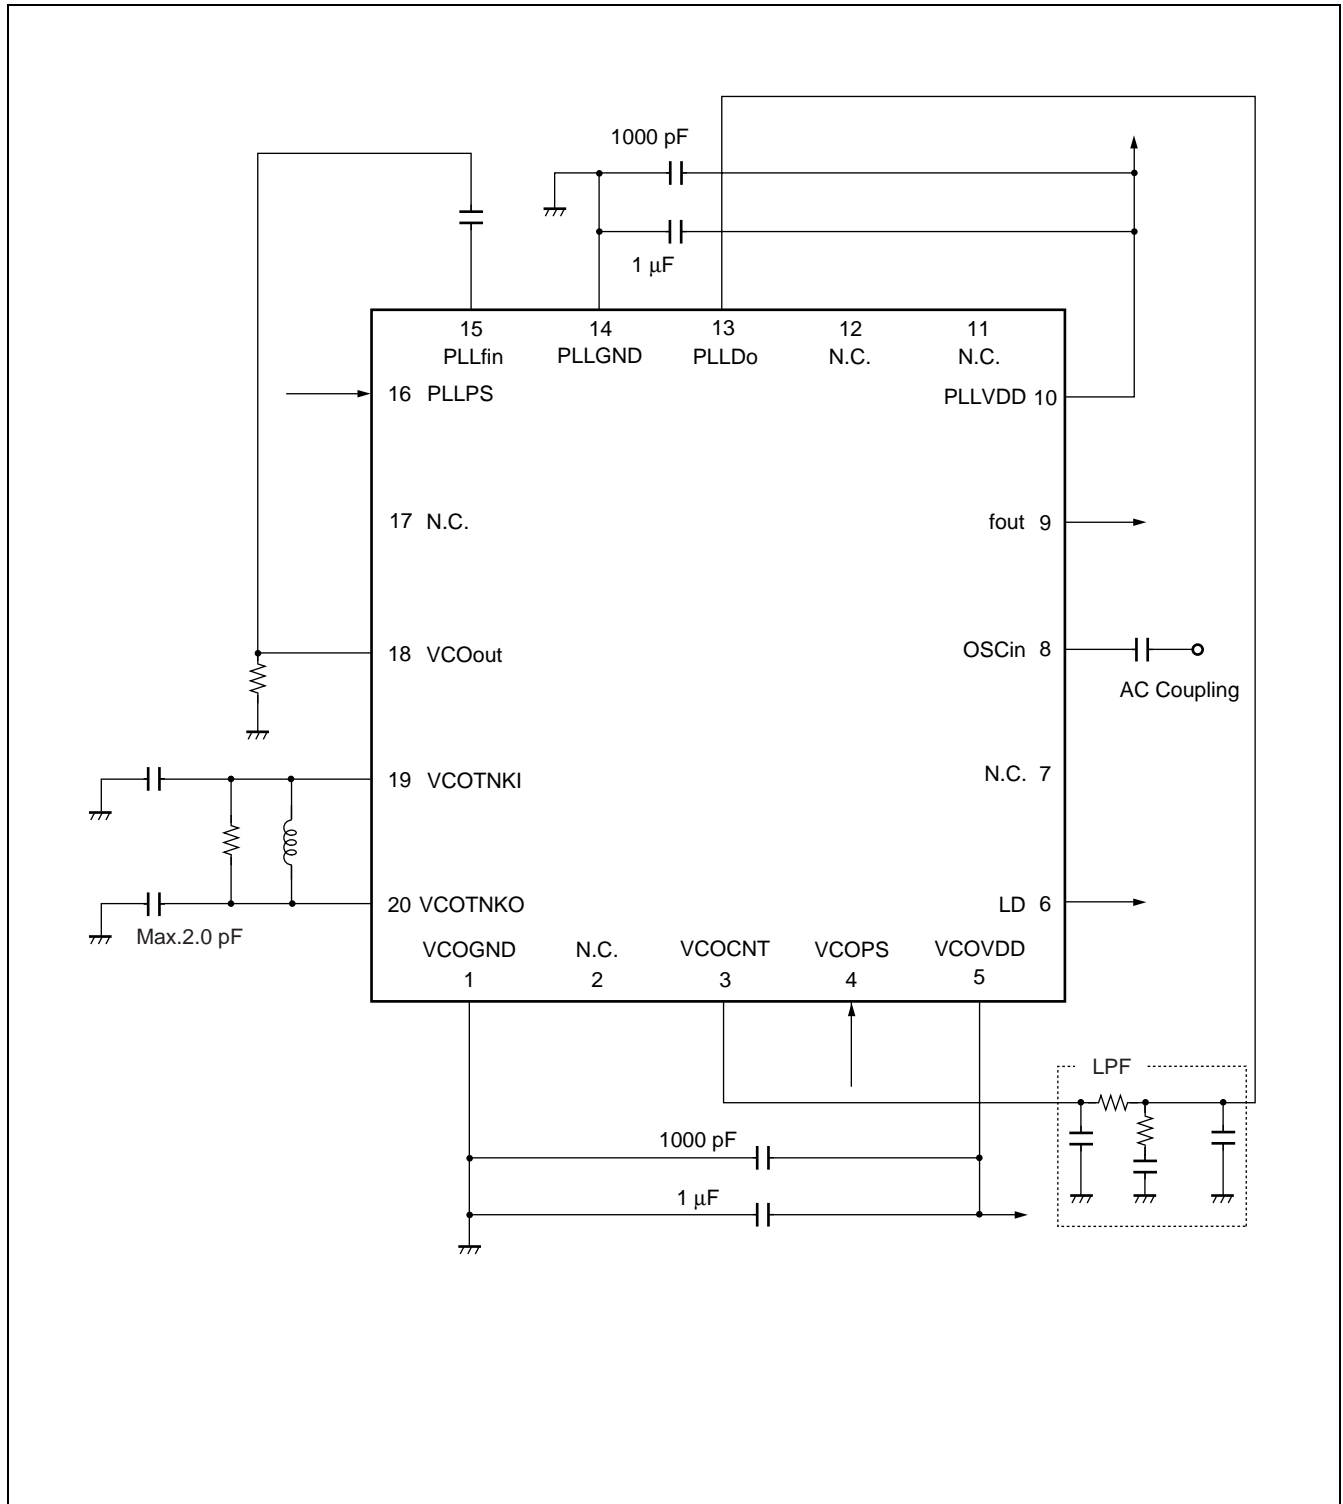 1000 pF
1 μF
15 14 13 12 11
PLLfin PLLGND PLLDo N.C. N.C.
16 PLLPS
PLLVDD 10
17 N.C.
fout 9
18 VCOout
OSCin 8
AC Coupling
19 VCOTNKI
N.C. 7
20 VCOTNKO
LD 6
Max.2.0 pF
VCOGND N.C. VCOCNT VCOPS VCOVDD
1 2 3 4 5
LPF
1000 pF
1 μF